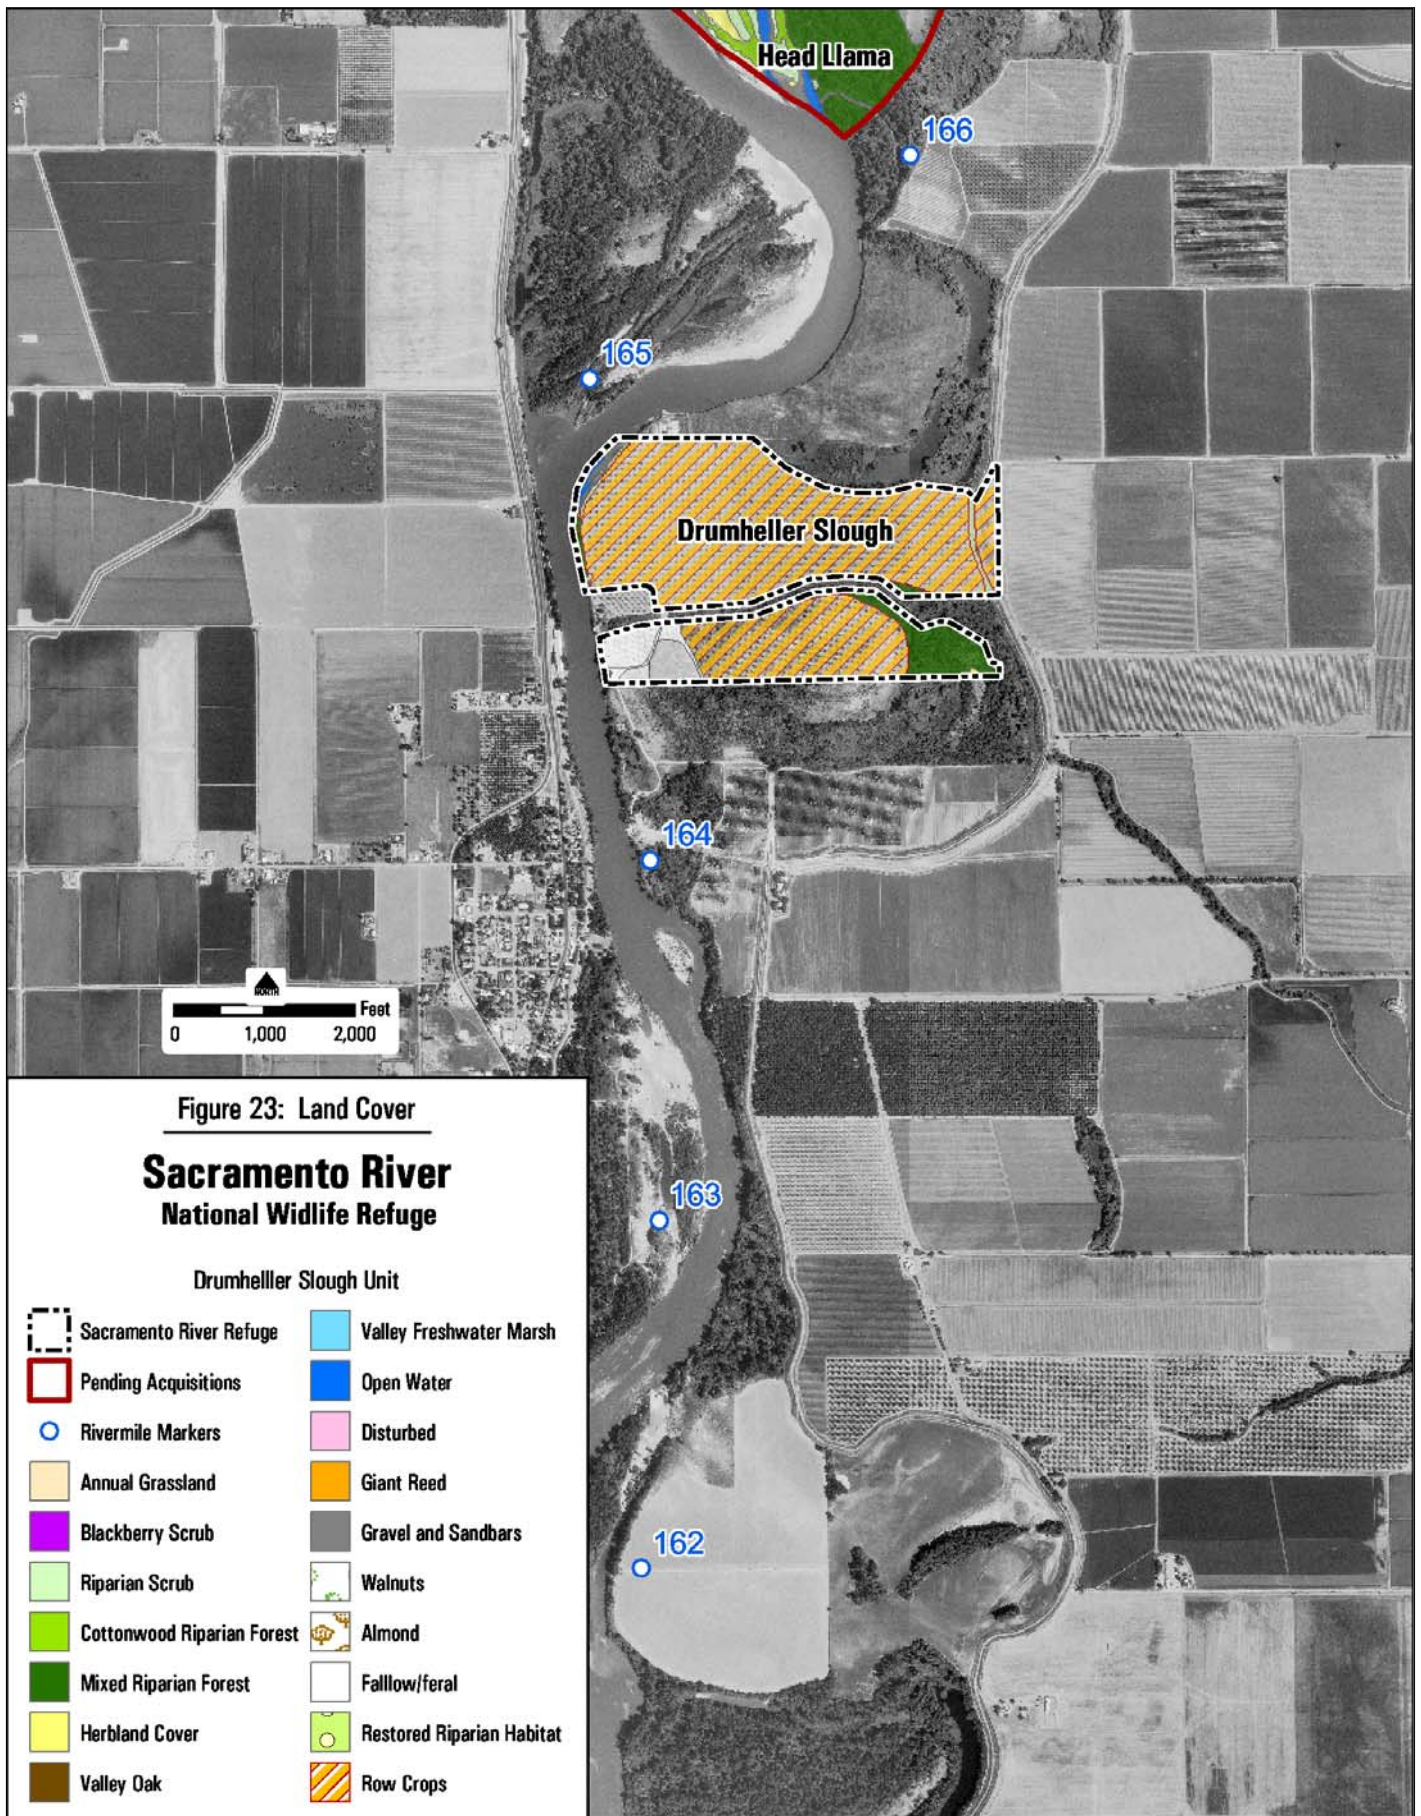 Head Llama
166
165
Drumheller Slough
164
NORTH
Feet
0 1,000 2,000
163
162
Figure 23: Land Cover
Sacramento River
National Widlife Refuge
Drumhelller Slough Unit
Sacramento River Refuge
Pending Acquisitions
Rivermile Markers
Annual Grassland
Blackberry Scrub
Riparian Scrub
Cottonwood Riparian Forest
Mixed Riparian Forest
Herbland Cover
Valley Oak
Valley Freshwater Marsh
Open Water
Disturbed
Giant Reed
Gravel and Sandbars
Walnuts
Almond
Falllow/feral
Restored Riparian Habitat
Row Crops